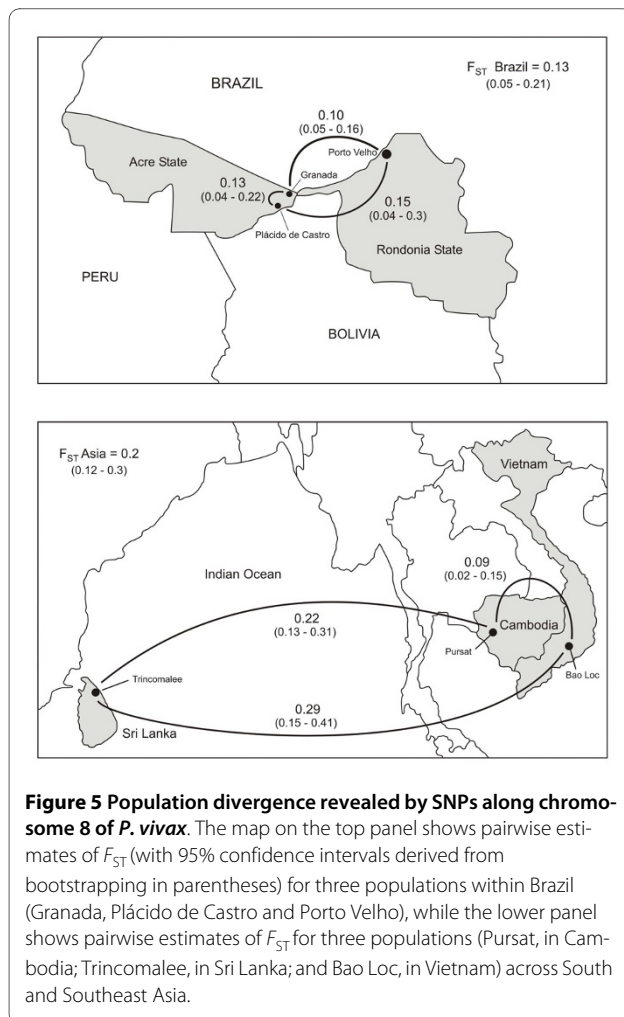 BRAZIL
F_ST Brazil = 0.13
(0.05 - 0.21)
0.10
(0.05 - 0.16)
Porto Velho
Acre State
Granada
0.13
(0.04 - 0.22)
0.15
(0.04 - 0.3)
Plácido de Castro
Rondonia State
PERU
BOLIVIA
F_ST Asia = 0.2
(0.12 - 0.3)
Vietnam
0.09
(0.02 - 0.15)
Indian Ocean
0.22
(0.13 - 0.31)
Cambodia
Pursat
Bao Loc
Trincomalee
0.29
(0.15 - 0.41)
Sri Lanka
Figure 5 Population divergence revealed by SNPs along chromo-
some 8 of P. vivax. The map on the top panel shows pairwise esti-
mates of F_ST (with 95% confidence intervals derived from
bootstrapping in parentheses) for three populations within Brazil
(Granada, Plácido de Castro and Porto Velho), while the lower panel
shows pairwise estimates of F_ST for three populations (Pursat, in Cam-
bodia; Trincomalee, in Sri Lanka; and Bao Loc, in Vietnam) across South
and Southeast Asia.